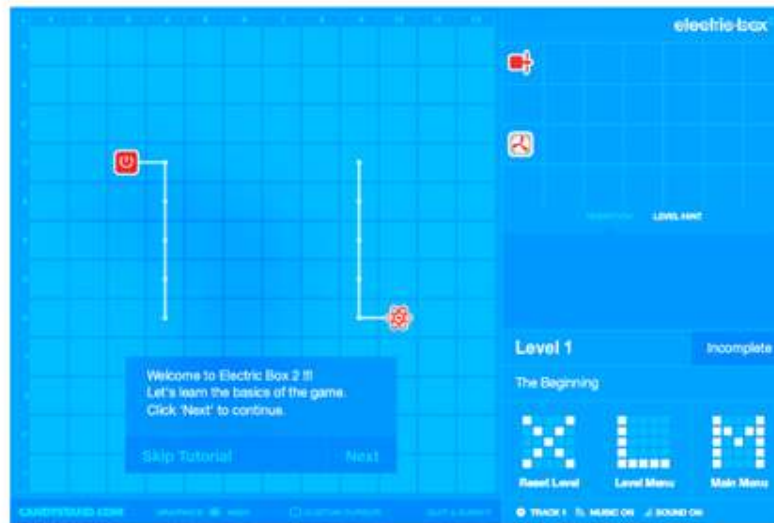 electric box
LEVEL HINT
Level 1
Incomplete
The Beginning
Welcome to Electric Box 2 !!!
Let's learn the basics of the game.
Click 'Next' to continue.
Skip Tutorial
Next
Reset Level
Level Menu
Main Menu
CANDYSTAND.COM
TRACK 1
MUSIC ON
SOUND ON